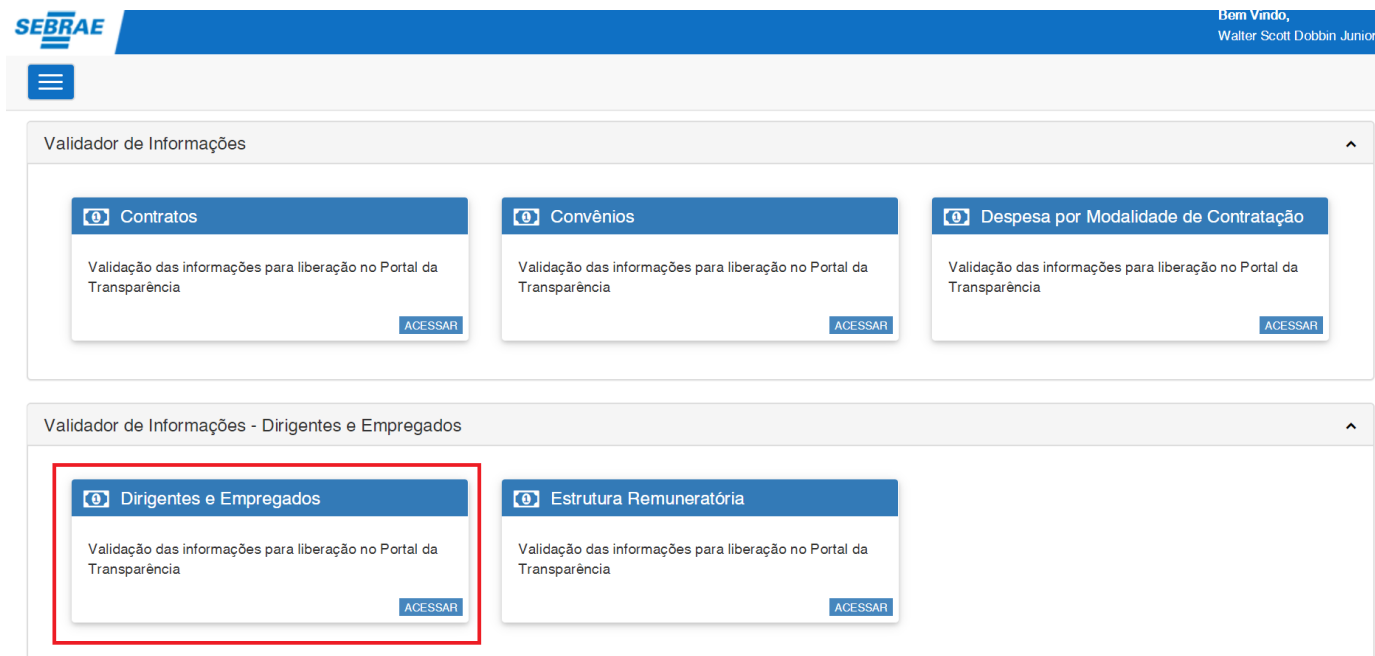 SEBRAE
Bem Vindo,
Walter Scott Dobbin Junior
Validador de Informações
Contratos
Validação das informações para liberação no Portal da
Transparência
ACESSAR
Convênios
Validação das informações para liberação no Portal da
Transparência
ACESSAR
Despesa por Modalidade de Contratação
Validação das informações para liberação no Portal da
Transparência
ACESSAR
Validador de Informações - Dirigentes e Empregados
Dirigentes e Empregados
Validação das informações para liberação no Portal da
Transparência
ACESSAR
Estrutura Remuneratória
Validação das informações para liberação no Portal da
Transparência
ACESSAR